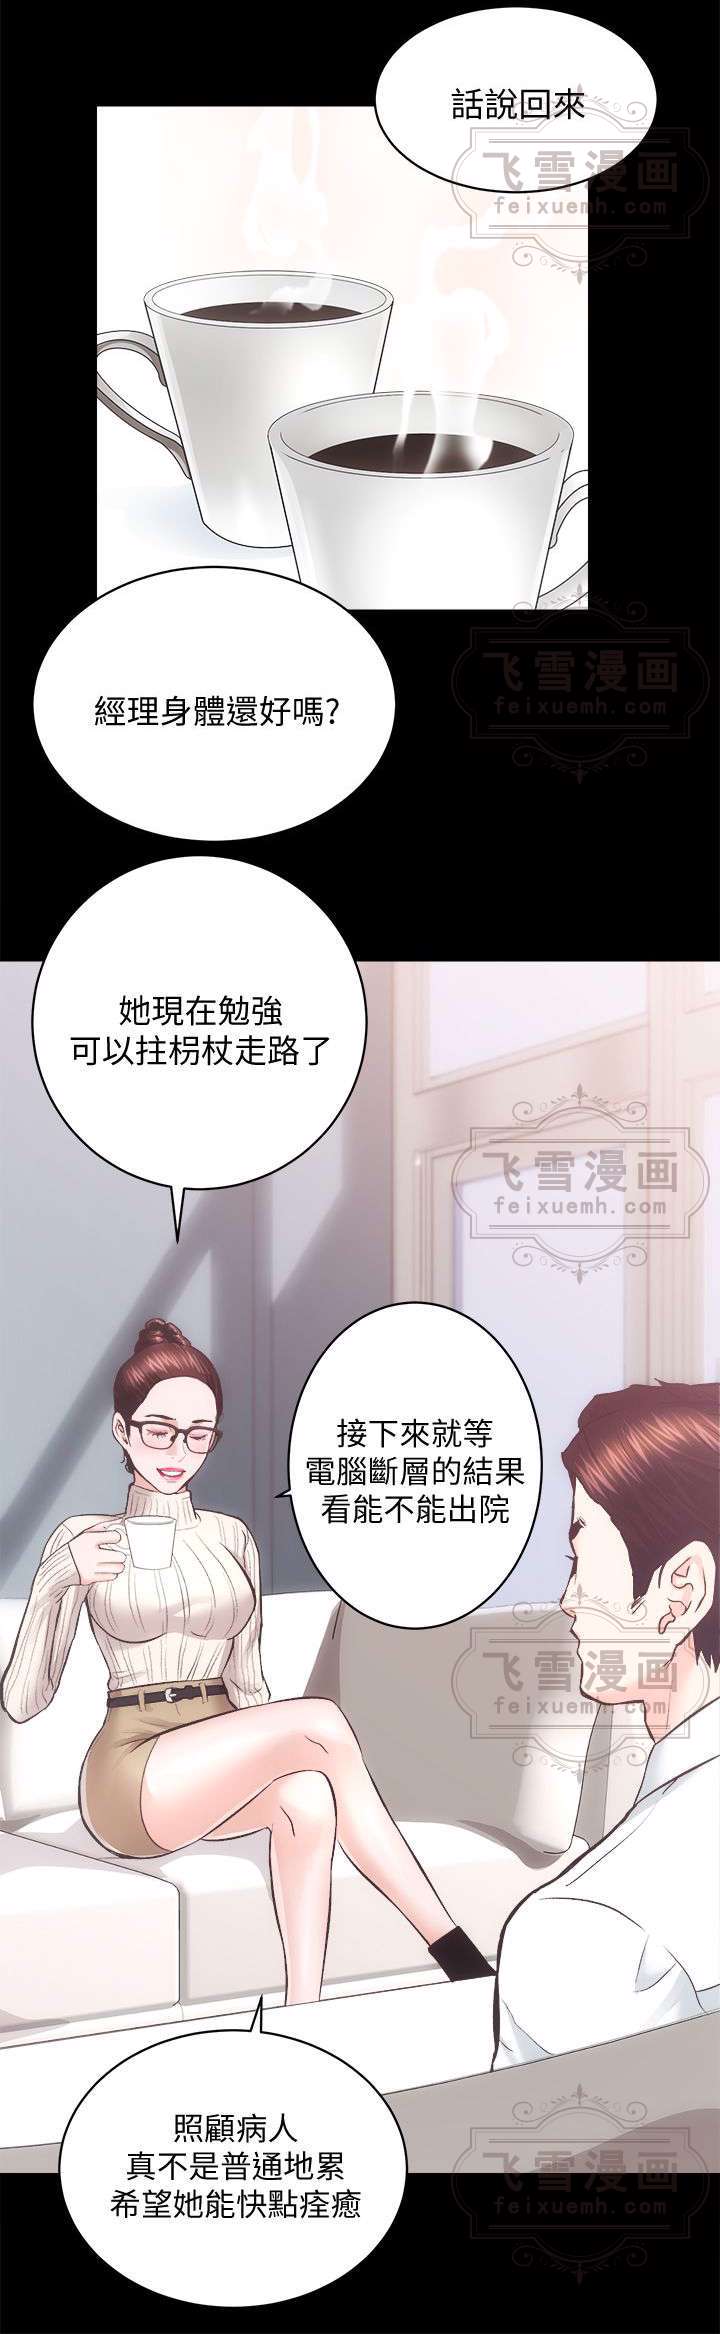 話說回來
飞雪漫画
feixuemh.com
經理身體還好嗎?
飞雪漫画
feixuemh.com
她現在勉強
可以拄柺杖走路了
飞雪漫画
feixuemh.com
接下來就等
電腦斷層的結果
看能不能出院
飞雪漫画
feixuemh.com
照顧病人
真不是普通地累
希望她能快點痊癒
飞雪漫画
feixuemh.com